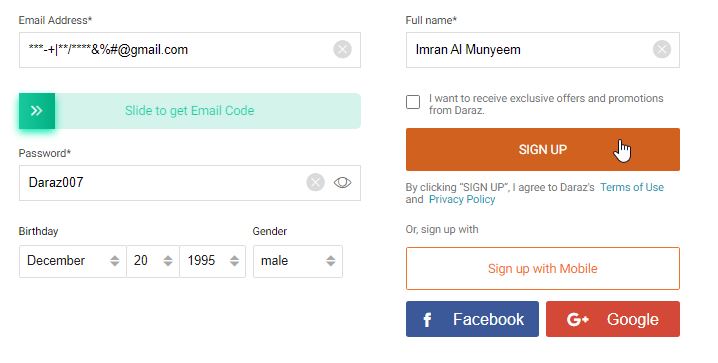 Email Address*
***-+|**/****&%#@gmail.com
Slide to get Email Code
Password*
Daraz007
Birthday
Gender
December 20 1995 male
Full name*
Imran Al Munyeem
I want to receive exclusive offers and promotions
from Daraz.
SIGN UP
By clicking “SIGN UP”, I agree to Daraz's Terms of Use
and Privacy Policy
Or, sign up with
Sign up with Mobile
f Facebook
G+ Google